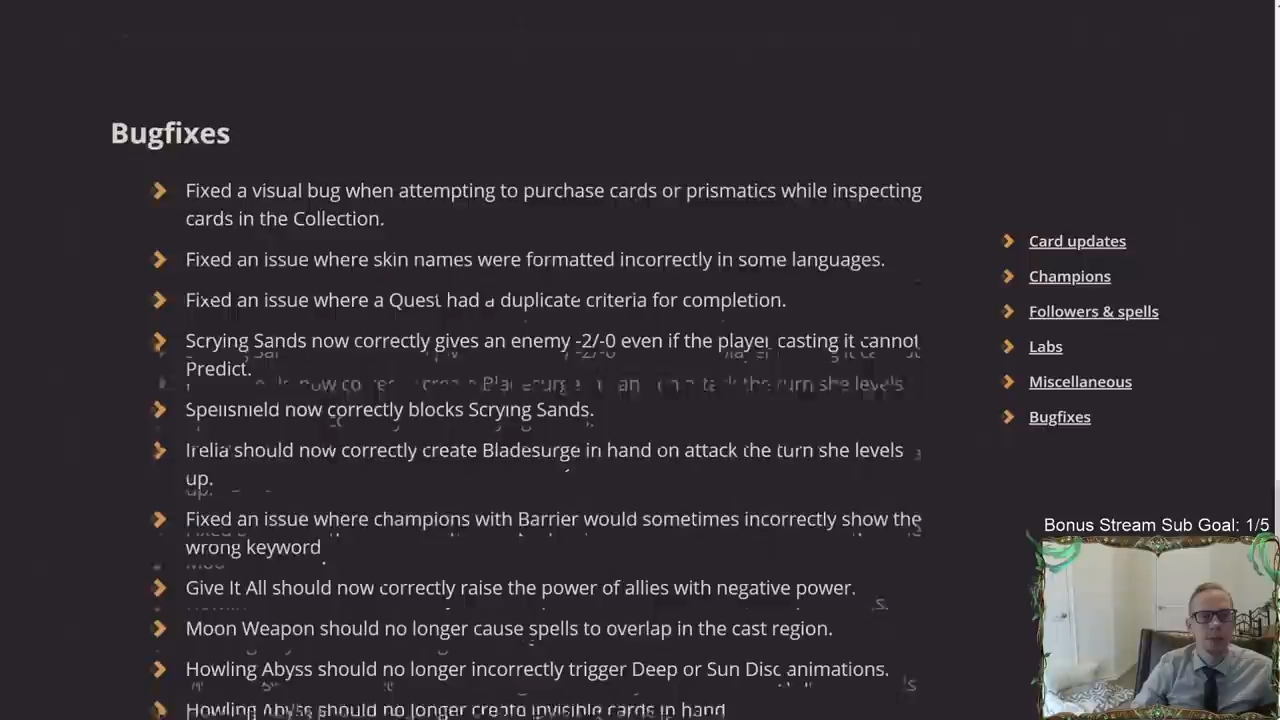 Bugfixes
Fixed a visual bug when attempting to purchase cards or prismatics while inspecting
cards in the Collection.
Fixed an issue where skin names were formatted incorrectly in some languages.
Fixed an issue where a Quest had a duplicate criteria for completion.
Scrying Sands now correctly gives an enemy -2/-0 even if the player casting it cannot
Predict.
Spellshield now correctly blocks Scrying Sands.
Irelia should now correctly create Bladesurge in hand on attack the turn she levels
up.
Fixed an issue where champions with Barrier would sometimes incorrectly show the
wrong keyword
Give It All should now correctly raise the power of allies with negative power.
Moon Weapon should no longer cause spells to overlap in the cast region.
Howling Abyss should no longer incorrectly trigger Deep or Sun Disc animations.
Howling Abyss should no longer create invisible cards in hand
Card updates
Champions
Followers & spells
Labs
Miscellaneous
Bugfixes
Bonus Stream Sub Goal: 1/5